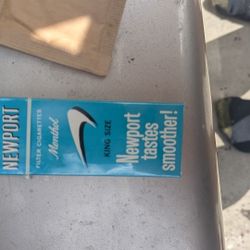 NEWPORT
FILTER CIGARETTES
Menthol
KING SIZE
Newport
tastes
smoother!